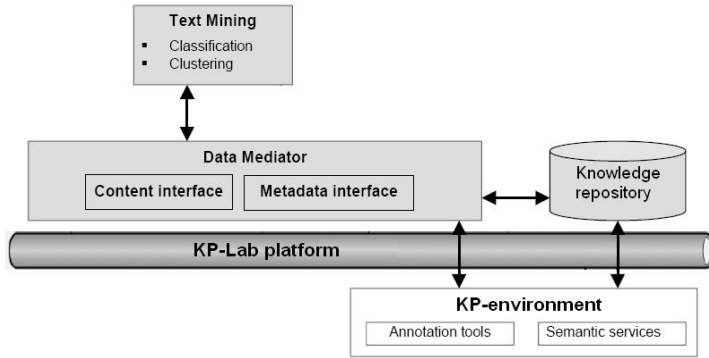 Text Mining
▪ Classification
▪ Clustering
Data Mediator
Content interface
Metadata interface
Knowledge
repository
KP-Lab platform
KP-environment
Annotation tools
Semantic services